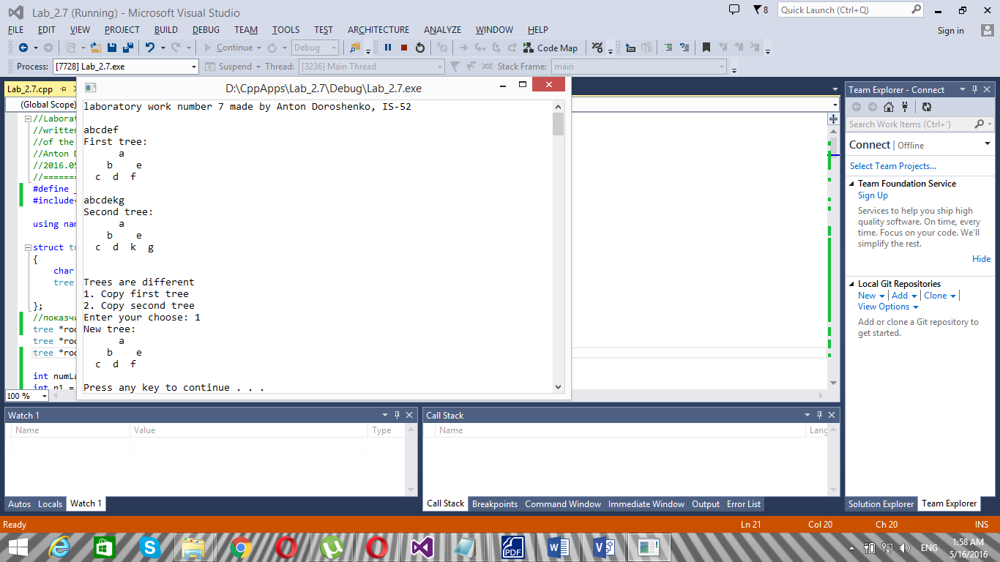 Lab_2.7 (Running) - Microsoft Visual Studio
8
Quick Launch (Ctrl+Q)
FILE EDIT VIEW PROJECT BUILD DEBUG TEAM TOOLS TEST ARCHITECTURE ANALYZE WINDOW HELP
Sign in
Continue Debug Code Map
Process: [7728] Lab_2.7.exe Suspend Thread: [3236] Main Thread Stack Frame: main
Lab_2.7.cpp
(Global Scope)
//Laborat
//written
//of the
//Anton D
//2016.05
//=======
#define _
#include<
using nam
struct tr
{
char
tree
};
//показчи
tree *roo
tree *roo
tree *roo
int numLa
int n1 =
100 %
D:\CppApps\Lab_2.7\Debug\Lab_2.7.exe
laboratory work number 7 made by Anton Doroshenko, IS-52
abcdef
First tree:
a
b e
c d f
abcdekg
Second tree:
a
b e
c d k g
Trees are different
1. Copy first tree
2. Copy second tree
Enter your choose: 1
New tree:
a
b e
c d f
Press any key to continue . . .
Team Explorer - Connect
Search Work Items (Ctrl+')
Connect | Offline
Select Team Projects...
Team Foundation Service
Sign Up
Services to help you ship high
quality software. On time, every
time. Focus on your code. We'll
simplify the rest.
Hide
Local Git Repositories
New | Add | Clone |
View Options
Add or clone a Git repository to
get started.
Watch 1
Name Value Type
Autos Locals Watch 1
Call Stack
Name Lang
Call Stack Breakpoints Command Window Immediate Window Output Error List
Solution Explorer Team Explorer
Ready Ln 21 Col 20 Ch 20 INS
PDF
ENG
1:58 AM
5/16/2016